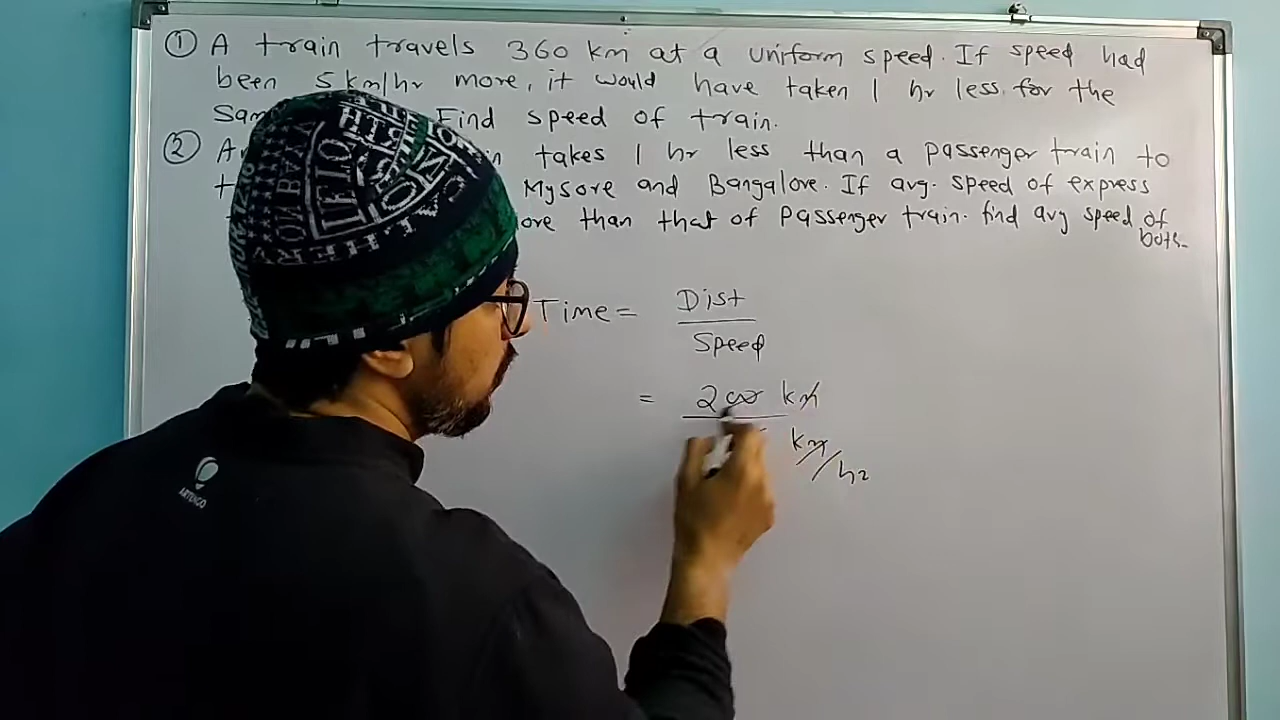 ① A train travels 360 km at a uniform speed. If speed had
been 5 km/hr more, it would have taken 1 hr less for the
Find speed of train.
② takes 1 hr less than a passenger train to
Mysore and Bangalore. If avg. speed of express
than that of passenger train. find avg speed of
both.
Time = Dist
Speed
= 200 km
km/hr
ARTENGO